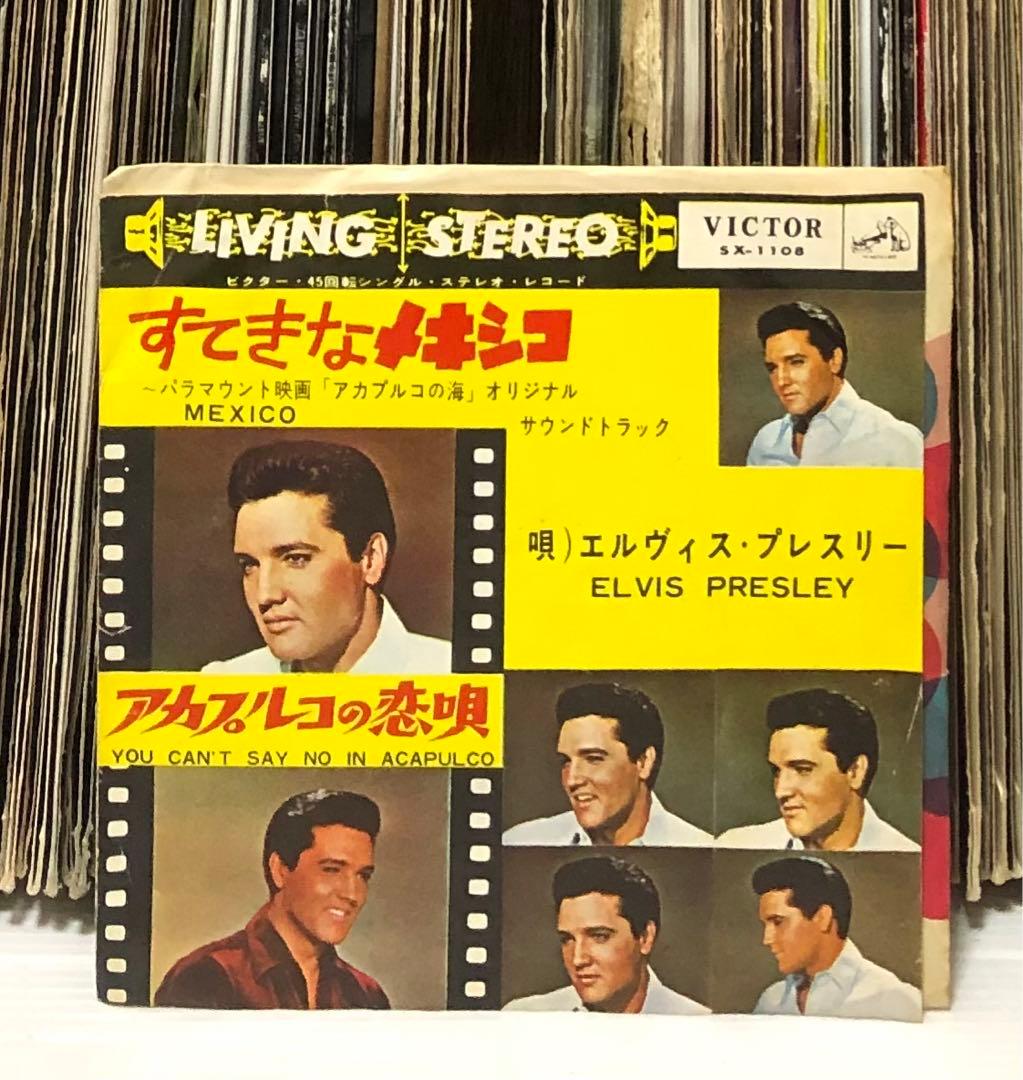 LIVING STEREO
VICTOR
SX-1108
ビクター・45回転シングル・ステレオ・レコード
すてきなメキシコ
～パラマウント映画「アカプルコの海」オリジナル
サウンドトラック
MEXICO
唄）エルヴィス・プレスリー
ELVIS PRESLEY
アカプルコの恋唄
YOU CAN'T SAY NO IN ACAPULCO